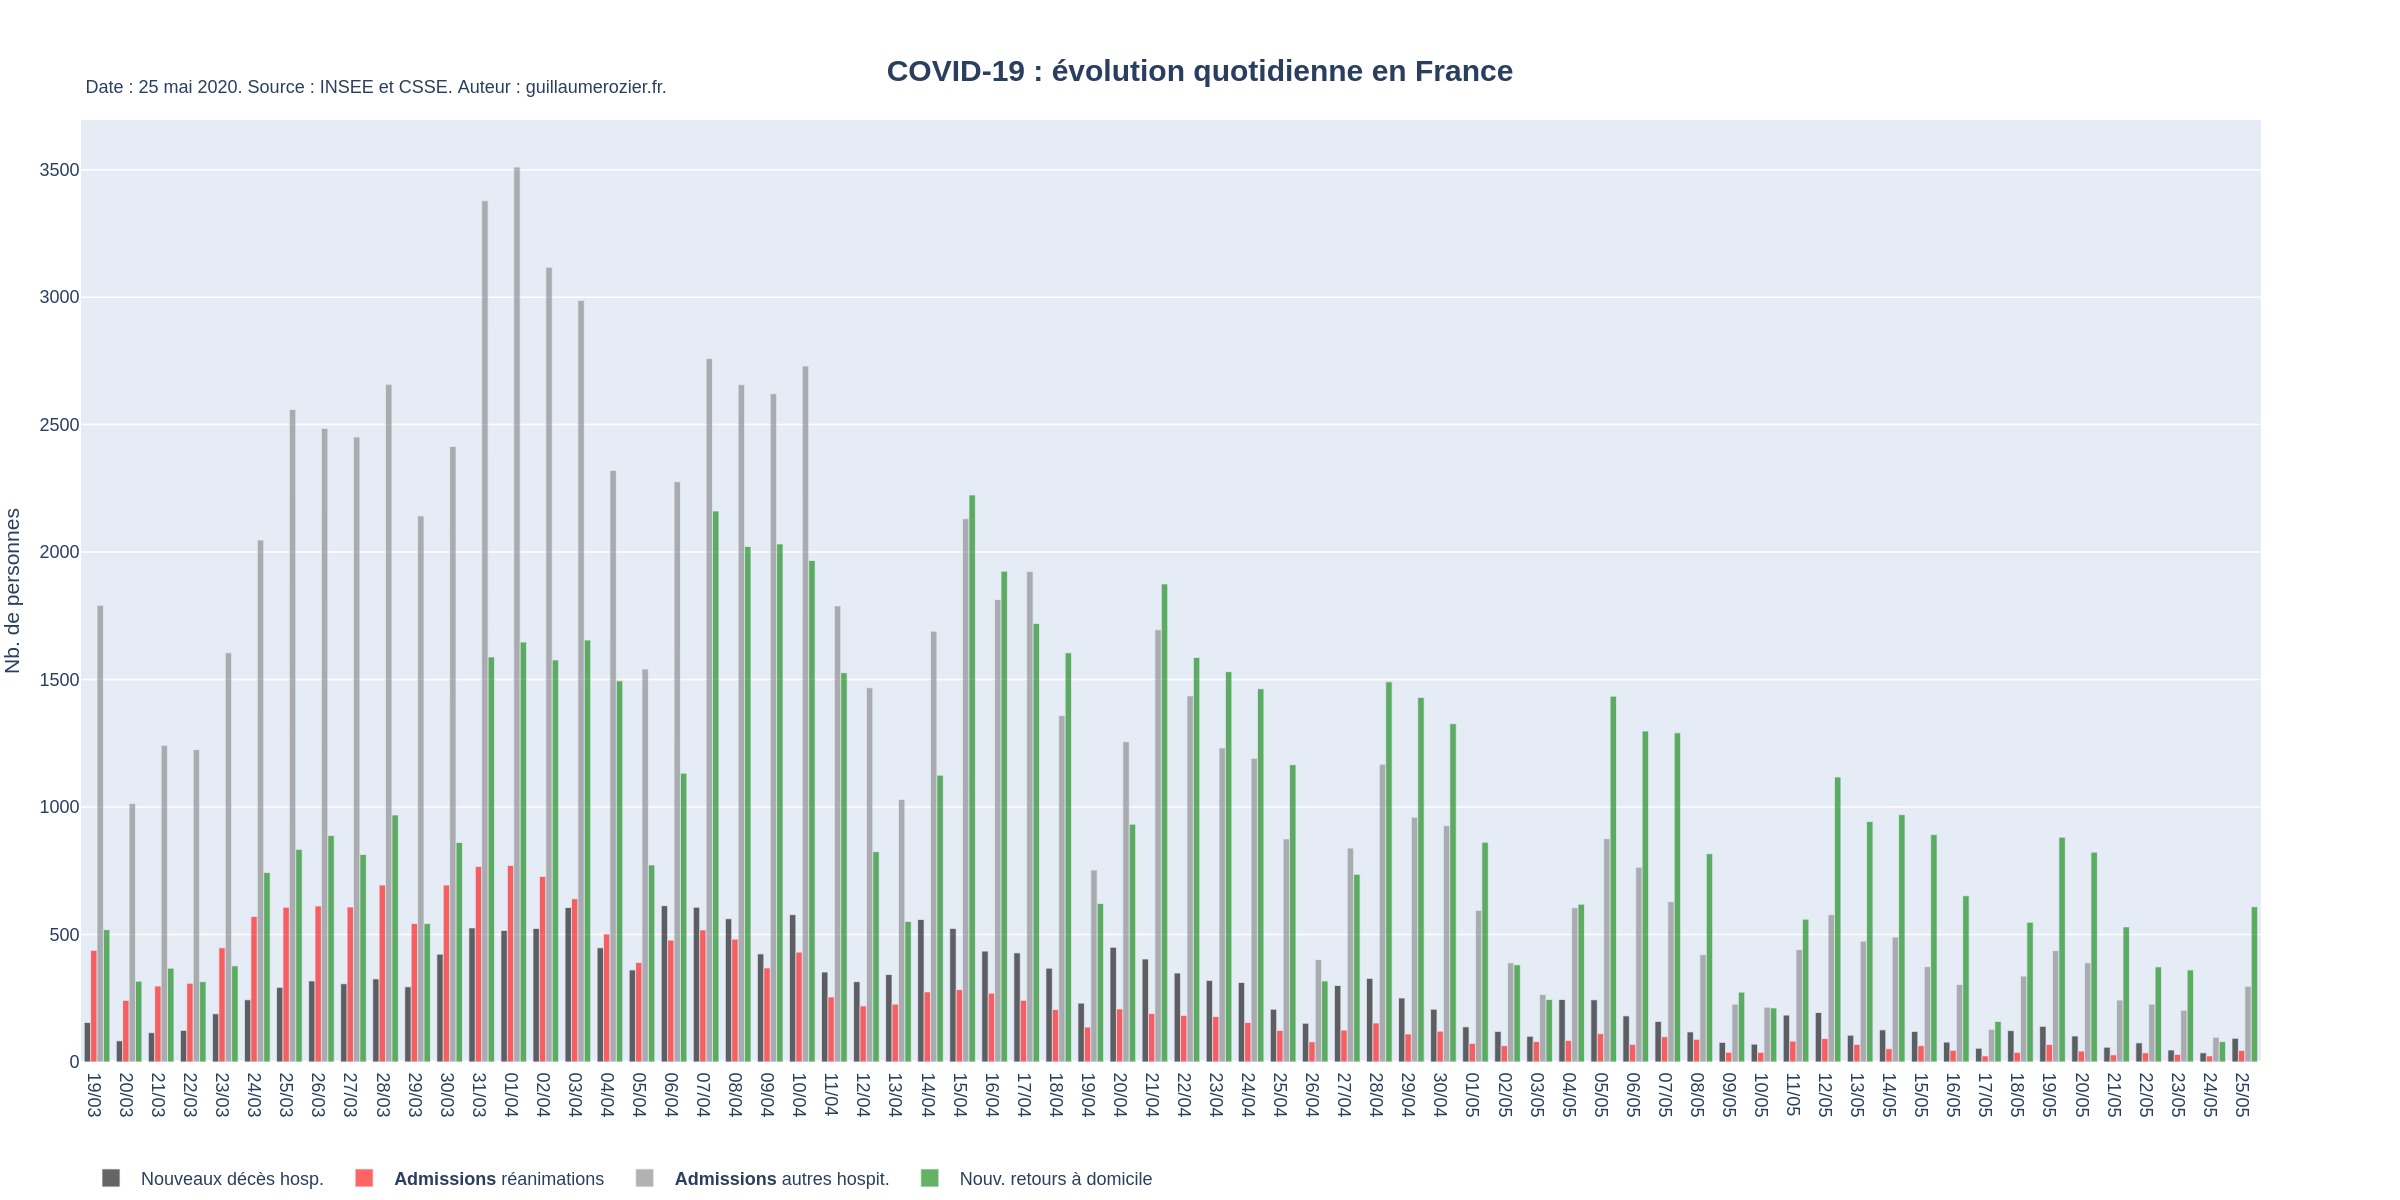 COVID-19 : évolution quotidienne en France
Date : 25 mai 2020. Source : INSEE et CSSE. Auteur : guillaumerozier.fr.
Nb. de personnes
3500
3000
2500
2000
1500
1000
500
0
19/03 20/03 21/03 22/03 23/03 24/03 25/03 26/03 27/03 28/03 29/03 30/03 31/03 01/04 02/04 03/04 04/04 05/04 06/04 07/04 08/04 09/04 10/04 11/04 12/04 13/04 14/04 15/04 16/04 17/04 18/04 19/04 20/04 21/04 22/04 23/04 24/04 25/04 26/04 27/04 28/04 29/04 30/04 01/05 02/05 03/05 04/05 05/05 06/05 07/05 08/05 09/05 10/05 11/05 12/05 13/05 14/05 15/05 16/05 17/05 18/05 19/05 20/05 21/05 22/05 23/05 24/05 25/05
Nouveaux décès hosp. Admissions réanimations Admissions autres hospit. Nouv. retours à domicile